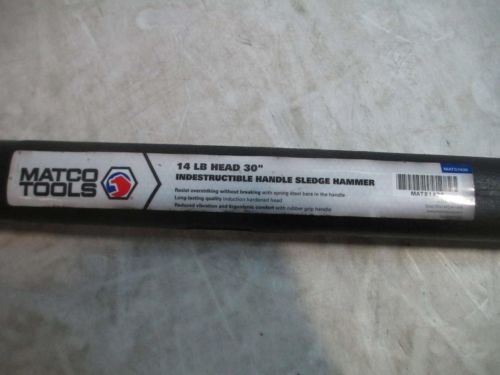 MATCO
TOOLS
14 LB HEAD 30"
INDESTRUCTIBLE HANDLE SLEDGE HAMMER
Resist overstriking without breaking with spring steel bars in the handle
Long-lasting quality induction hardened head
Reduced vibration and ergonomic comfort with rubber grip handle